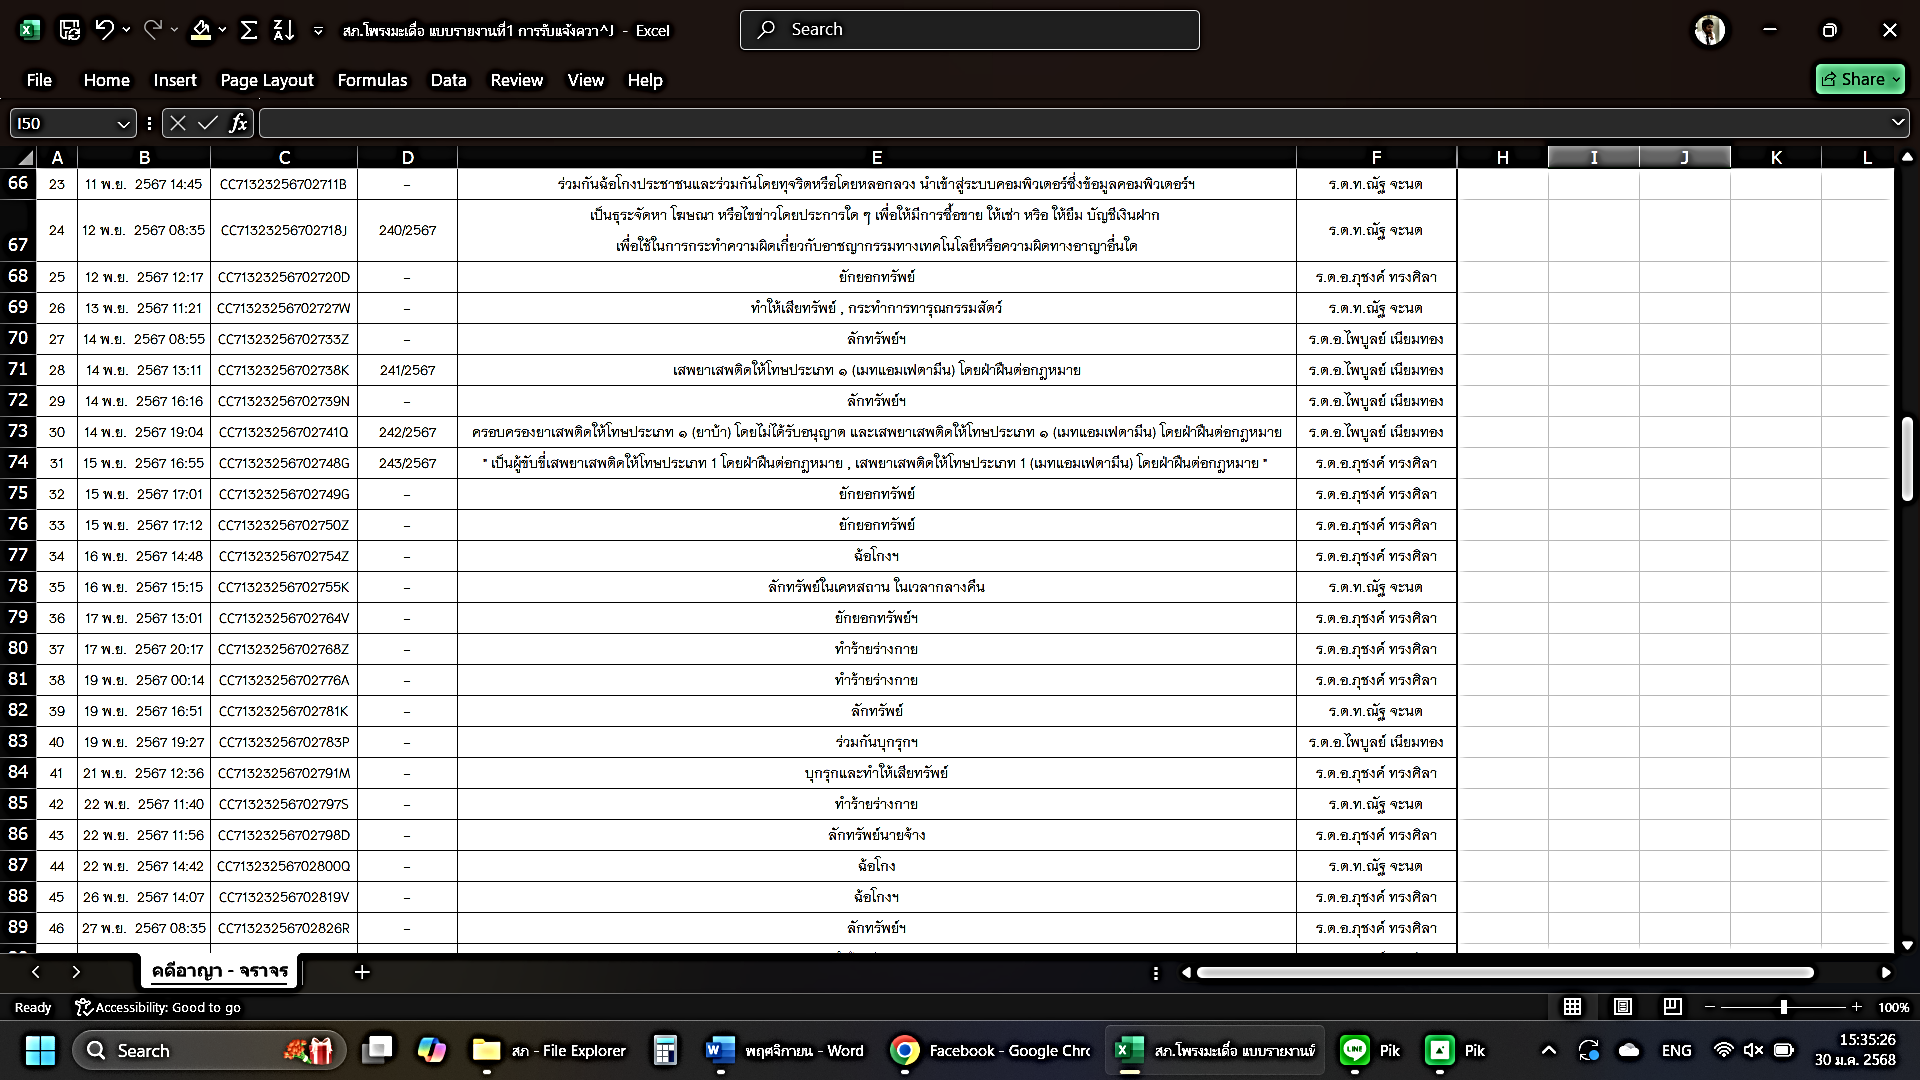 สภ.โพรงมะเดื่อ แบบรายงานที่1 การรับแจ้งควา^J - Excel
Search
File Home Insert Page Layout Formulas Data Review View Help
Share
I50
fx
A B C D E F H I J K L
66 23 11 พ.ย. 2567 14:45 CC71323256702711B - ร่วมกันฉ้อโกงประชาชนและร่วมกันโดยทุจริตหรือโดยหลอกลวง นำเข้าสู่ระบบคอมพิวเตอร์ซึ่งข้อมูลคอมพิวเตอร์ฯ ร.ต.ท.ณัฐ จะนต
เป็นธุระจัดหา โฆษณา หรือไขข่าวโดยประการใด ๆ เพื่อให้มีการซื้อขาย ให้เช่า หริอ ให้ยืม บัญชีเงินฝาก
67 24 12 พ.ย. 2567 08:35 CC71323256702718J 240/2567 เพื่อใช้ในการกระทำความผิดเกี่ยวกับอาชญากรรมทางเทคโนโลยีหรือความผิดทางอาญาอื่นใด ร.ต.ท.ณัฐ จะนต
68 25 12 พ.ย. 2567 12:17 CC71323256702720D - ยักยอกทรัพย์ ร.ต.อ.ภุชงค์ ทรงศิลา
69 26 13 พ.ย. 2567 11:21 CC71323256702727W - ทำให้เสียทรัพย์ , กระทำการทารุณกรรมสัตว์ ร.ต.ท.ณัฐ จะนต
70 27 14 พ.ย. 2567 08:55 CC71323256702733Z - ลักทรัพย์ฯ ร.ต.อ.ไพบูลย์ เนียมทอง
71 28 14 พ.ย. 2567 13:11 CC71323256702738K 241/2567 เสพยาเสพติดให้โทษประเภท ๑ (เมทแอมเฟตามีน) โดยฝ่าฝืนต่อกฎหมาย ร.ต.อ.ไพบูลย์ เนียมทอง
72 29 14 พ.ย. 2567 16:16 CC71323256702739N - ลักทรัพย์ฯ ร.ต.อ.ไพบูลย์ เนียมทอง
73 30 14 พ.ย. 2567 19:04 CC71323256702741Q 242/2567 ครอบครองยาเสพติดให้โทษประเภท ๑ (ยาบ้า) โดยไม่ได้รับอนุญาต และเสพยาเสพติดให้โทษประเภท ๑ (เมทแอมเฟตามีน) โดยฝ่าฝืนต่อกฎหมาย ร.ต.อ.ไพบูลย์ เนียมทอง
74 31 15 พ.ย. 2567 16:55 CC71323256702748G 243/2567 " เป็นผู้ขับขี่เสพยาเสพติดให้โทษประเภท 1 โดยฝ่าฝืนต่อกฎหมาย , เสพยาเสพติดให้โทษประเภท 1 (เมทแอมเฟตามีน) โดยฝ่าฝืนต่อกฎหมาย " ร.ต.อ.ภุชงค์ ทรงศิลา
75 32 15 พ.ย. 2567 17:01 CC71323256702749G - ยักยอกทรัพย์ ร.ต.อ.ภุชงค์ ทรงศิลา
76 33 15 พ.ย. 2567 17:12 CC71323256702750Z - ยักยอกทรัพย์ ร.ต.อ.ภุชงค์ ทรงศิลา
77 34 16 พ.ย. 2567 14:48 CC71323256702754Z - ฉ้อโกงฯ ร.ต.อ.ภุชงค์ ทรงศิลา
78 35 16 พ.ย. 2567 15:15 CC71323256702755K - ลักทรัพย์ในเคหสถาน ในเวลากลางคืน ร.ต.ท.ณัฐ จะนต
79 36 17 พ.ย. 2567 13:01 CC71323256702764V - ยักยอกทรัพย์ฯ ร.ต.อ.ภุชงค์ ทรงศิลา
80 37 17 พ.ย. 2567 20:17 CC71323256702768Z - ทำร้ายร่างกาย ร.ต.อ.ภุชงค์ ทรงศิลา
81 38 19 พ.ย. 2567 00:14 CC71323256702776A - ทำร้ายร่างกาย ร.ต.อ.ภุชงค์ ทรงศิลา
82 39 19 พ.ย. 2567 16:51 CC71323256702781K - ลักทรัพย์ ร.ต.ท.ณัฐ จะนต
83 40 19 พ.ย. 2567 19:27 CC71323256702783P - ร่วมกันบุกรุกฯ ร.ต.อ.ไพบูลย์ เนียมทอง
84 41 21 พ.ย. 2567 12:36 CC71323256702791M - บุกรุกและทำให้เสียทรัพย์ ร.ต.อ.ภุชงค์ ทรงศิลา
85 42 22 พ.ย. 2567 11:40 CC71323256702797S - ทำร้ายร่างกาย ร.ต.ท.ณัฐ จะนต
86 43 22 พ.ย. 2567 11:56 CC71323256702798D - ลักทรัพย์นายจ้าง ร.ต.อ.ภุชงค์ ทรงศิลา
87 44 22 พ.ย. 2567 14:42 CC71323256702800Q - ฉ้อโกง ร.ต.ท.ณัฐ จะนต
88 45 26 พ.ย. 2567 14:07 CC71323256702819V - ฉ้อโกงฯ ร.ต.อ.ภุชงค์ ทรงศิลา
89 46 27 พ.ย. 2567 08:35 CC71323256702826R - ลักทรัพย์ฯ ร.ต.อ.ภุชงค์ ทรงศิลา
คดีอาญา - จราจร
Ready Accessibility: Good to go 100%
Search สภ - File Explorer พฤศจิกายน - Word Facebook - Google Chro สภ.โพรงมะเดื่อ แบบรายงานที่ Pik Pik ENG 15:35:26
30 ม.ค. 2568